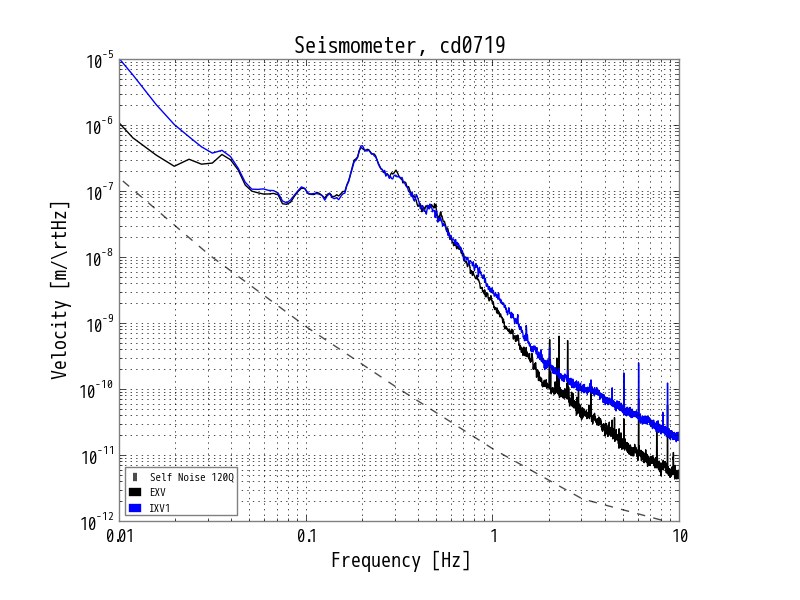 Seismometer, cd0719
10^-5
10^-6
10^-7
10^-8
10^-9
10^-10
10^-11
10^-12
Velocity [m/\rtHz]
Self Noise 120Q
EXV
IXV1
0.01 0.1 1 10
Frequency [Hz]